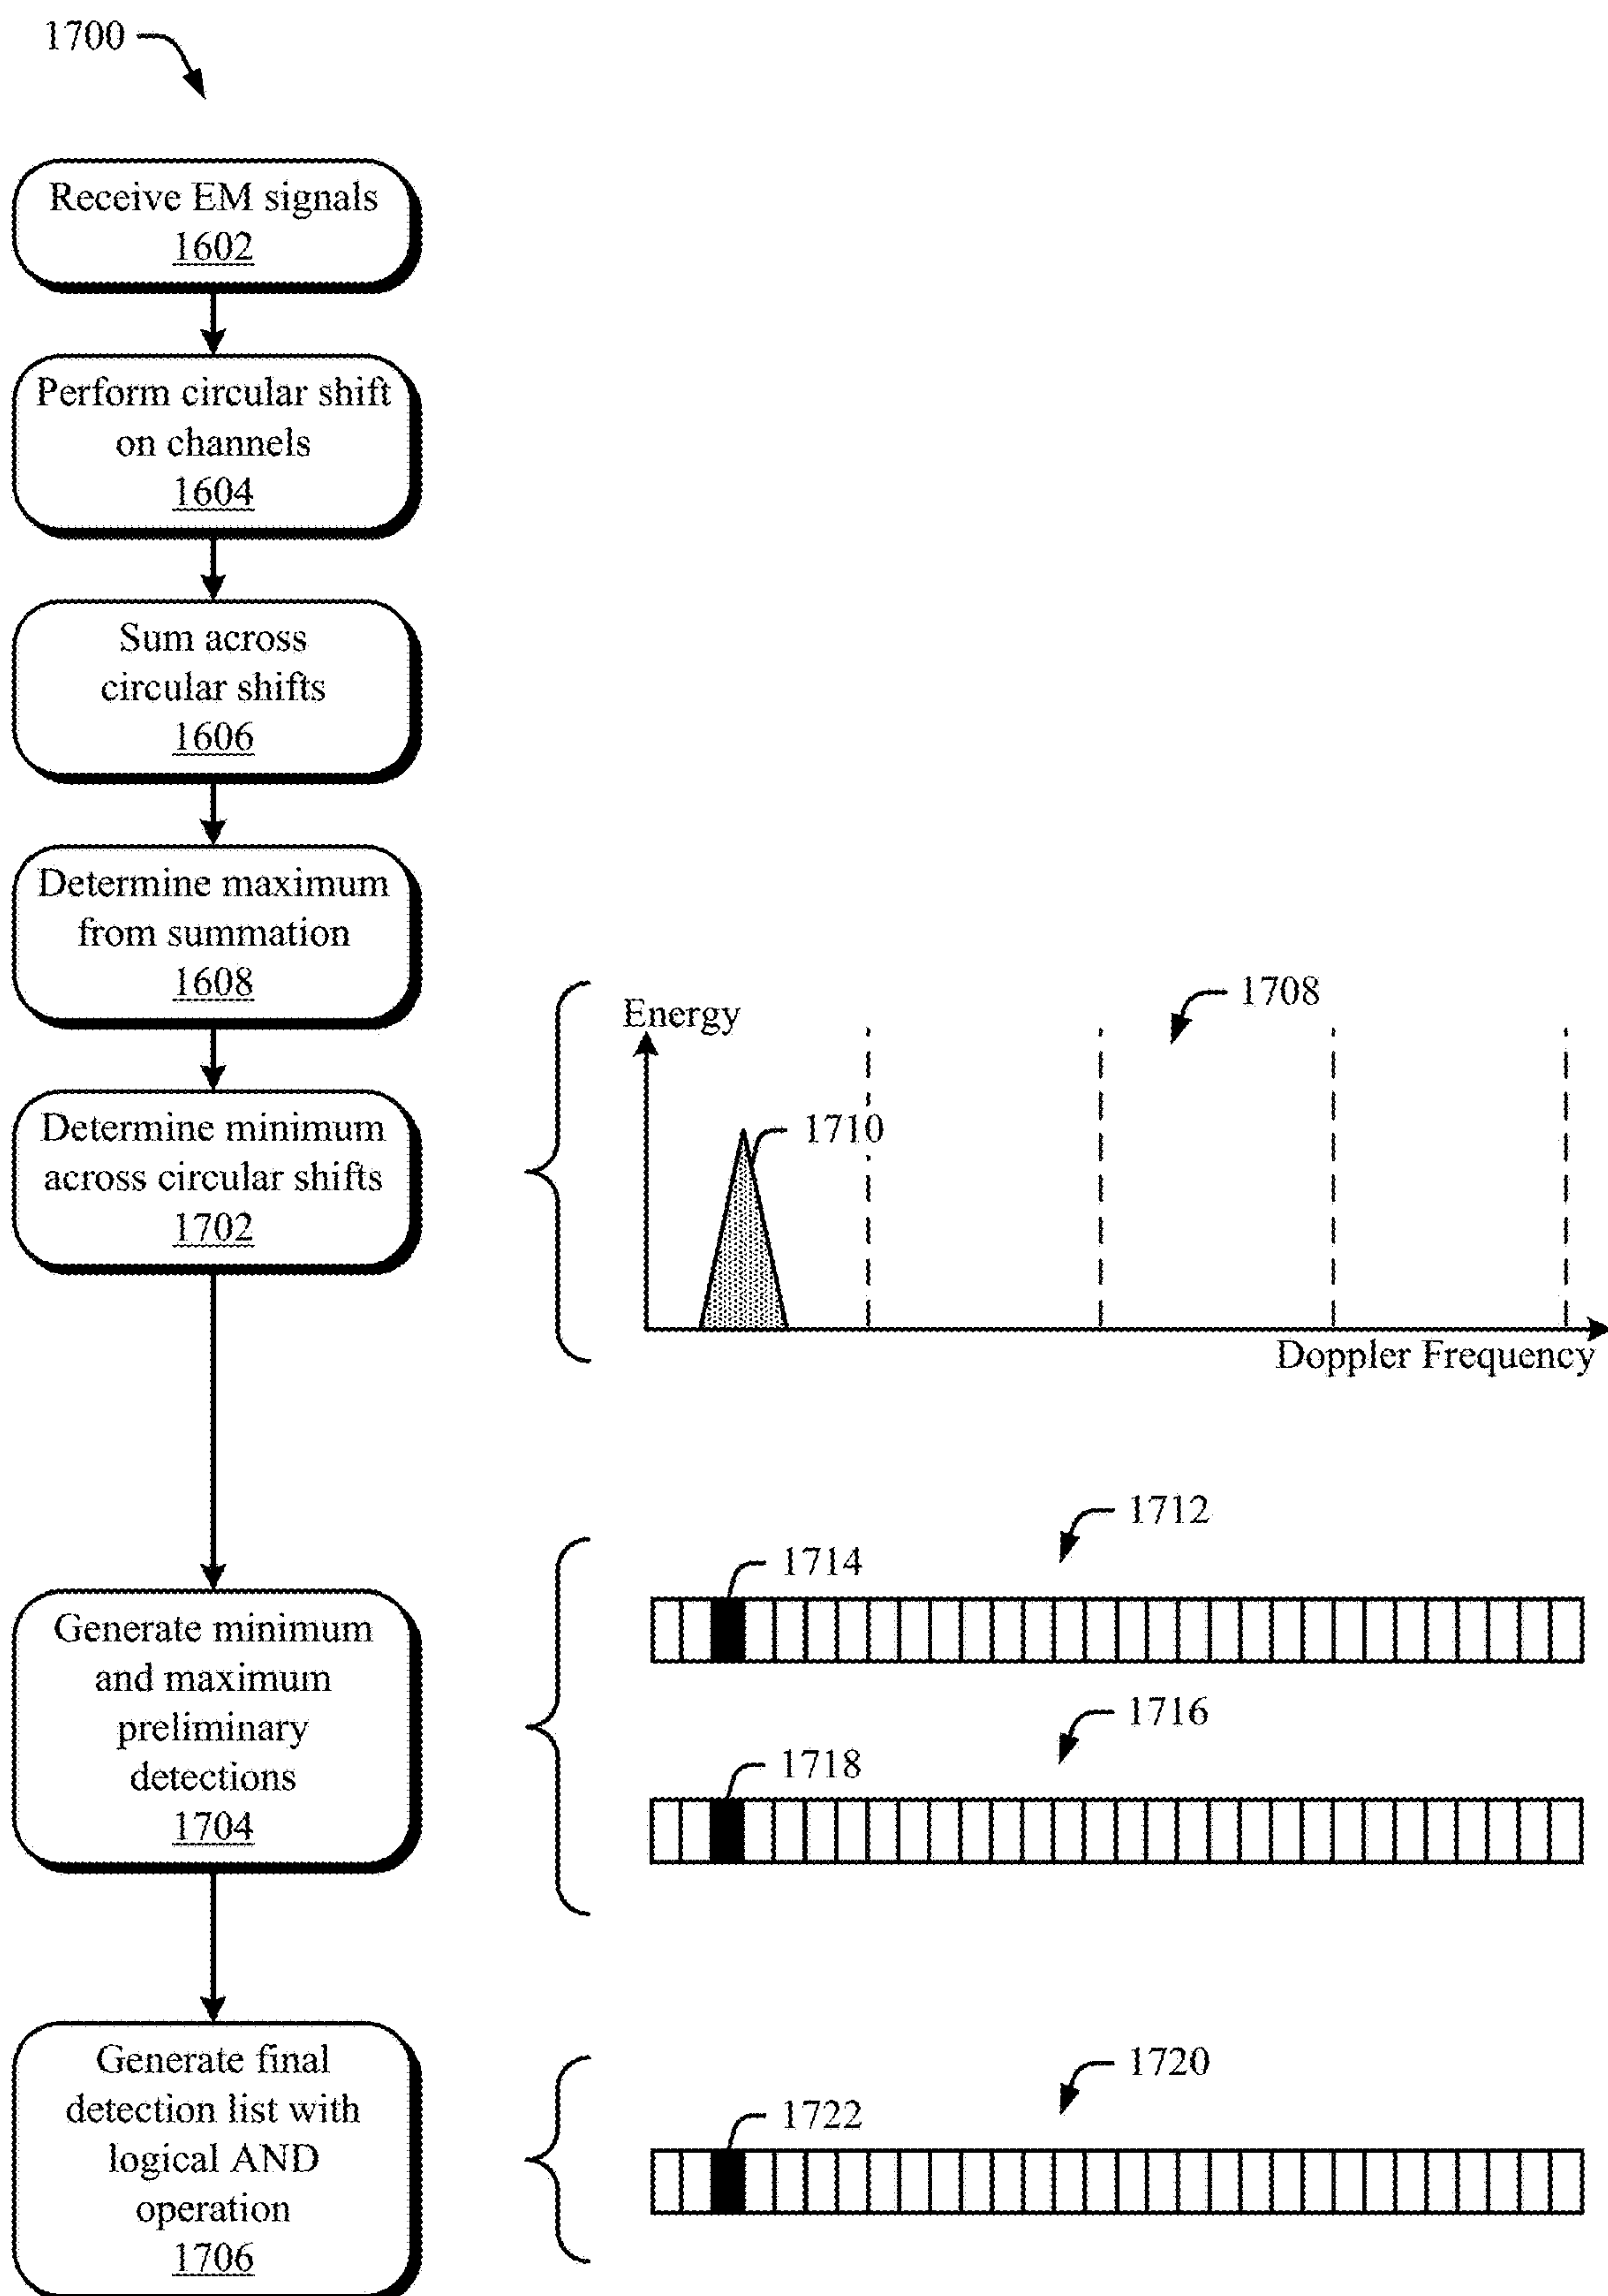 1700
Receive EM signals
1602
Perform circular shift
on channels
1604
Sum across
circular shifts
1606
Determine maximum
from summation
1608
Determine minimum
across circular shifts
1702
Energy
1708
1710
Doppler Frequency
Generate minimum
and maximum
preliminary
detections
1704
1712
1714
1716
1718
Generate final
detection list with
logical AND
operation
1706
1720
1722